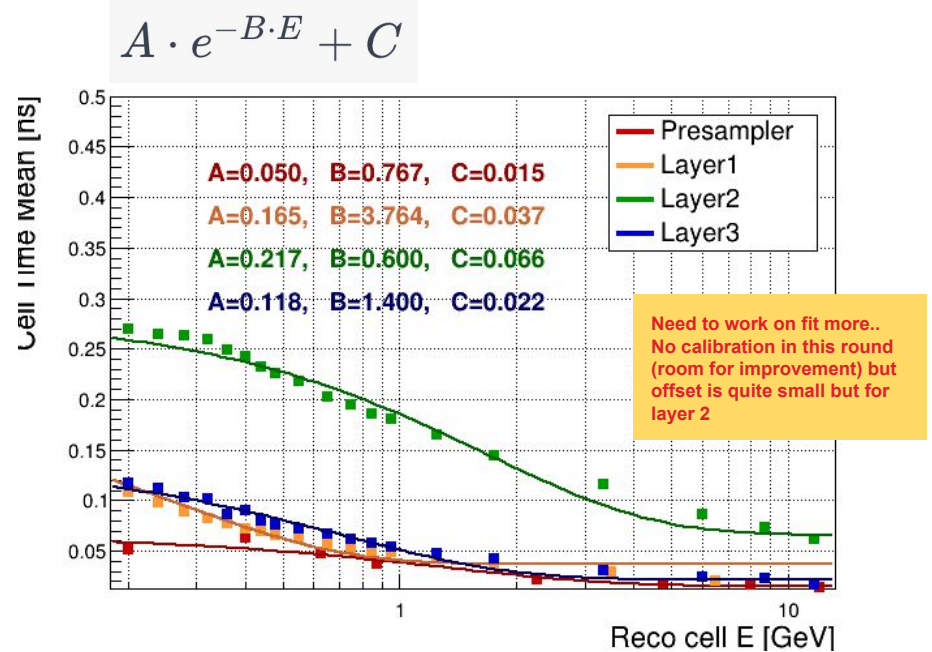 A · e^{-B·E} + C
0.5
0.45
0.4
0.35
0.3
0.25
0.2
0.15
0.1
0.05
Cell Time Mean [ns]
Presampler
Layer1
Layer2
Layer3
A=0.050, B=0.767, C=0.015
A=0.165, B=3.764, C=0.037
A=0.217, B=0.600, C=0.066
A=0.118, B=1.400, C=0.022
Need to work on fit more..
No calibration in this round
(room for improvement) but
offset is quite small but for
layer 2
1
10
Reco cell E [GeV]